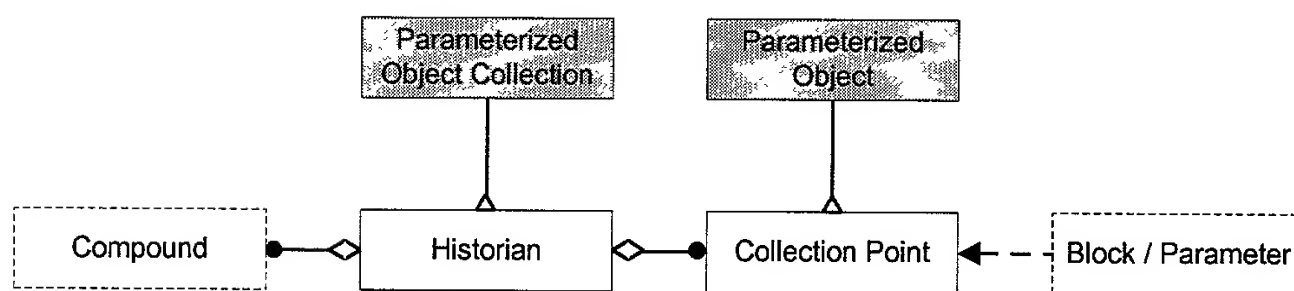 Parameterized
Object Collection
Parameterized
Object
Compound
Historian
Collection Point
Block / Parameter